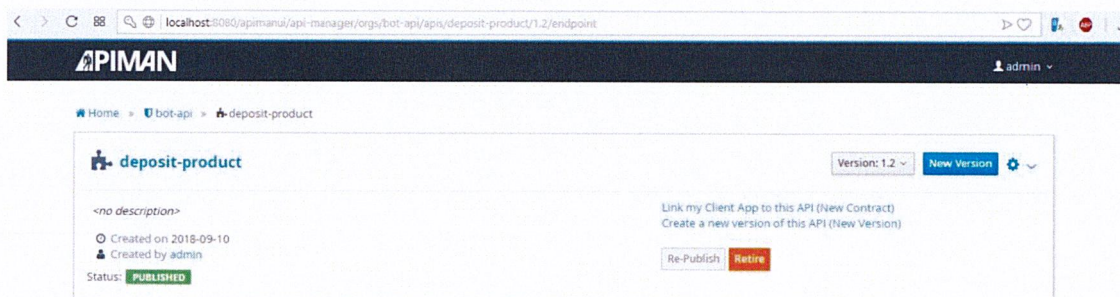 localhost:8080/apimanui/api-manager/orgs/bot-api/apis/deposit-product/1.2/endpoint
APIMAN
admin
Home » bot-api » deposit-product
deposit-product
Version: 1.2
New Version
<no description>
Link my Client App to this API (New Contract)
Create a new version of this API (New Version)
Created on 2018-09-10
Created by admin
Re-Publish
Retire
Status: PUBLISHED